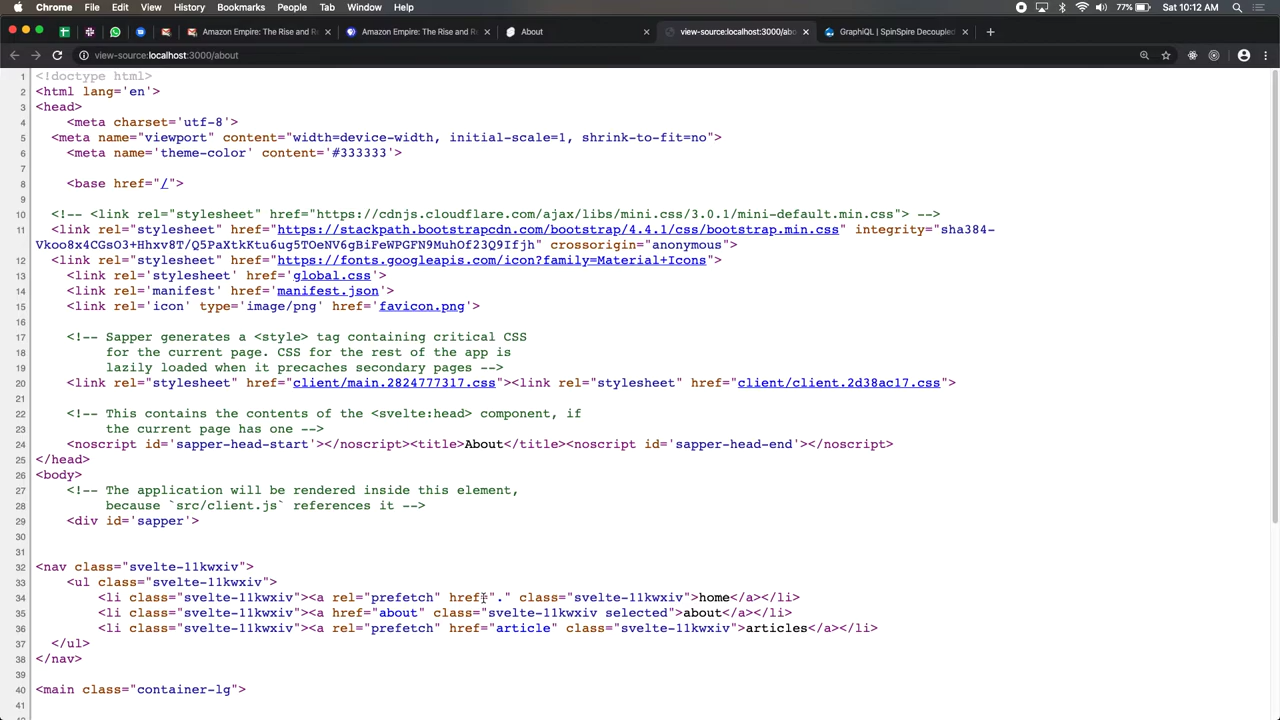 Chrome File Edit View History Bookmarks People Tab Window Help 77% Sat 10:12 AM
Amazon Empire: The Rise and R Amazon Empire: The Rise and R About view-source:localhost:3000/abo GraphiQL | SpinSpire Decouple
view-source:localhost:3000/about
1 <!doctype html>
2 <html lang='en'>
3 <head>
4 <meta charset='utf-8'>
5 <meta name="viewport" content="width=device-width, initial-scale=1, shrink-to-fit=no">
6 <meta name='theme-color' content='#333333'>
7
8 <base href="/">
9
10 <!-- <link rel="stylesheet" href="https://cdnjs.cloudflare.com/ajax/libs/mini.css/3.0.1/mini-default.min.css"> -->
11 <link rel="stylesheet" href="https://stackpath.bootstrapcdn.com/bootstrap/4.4.1/css/bootstrap.min.css" integrity="sha384-
Vkoo8x4CGsO3+Hhxv8T/Q5PaXtkKtu6ug5TOeNV6gBiFeWPGFN9MuhOf23Q9Ifjh" crossorigin="anonymous">
12 <link rel="stylesheet" href="https://fonts.googleapis.com/icon?family=Material+Icons">
13 <link rel='stylesheet' href='global.css'>
14 <link rel='manifest' href='manifest.json'>
15 <link rel='icon' type='image/png' href='favicon.png'>
16
17 <!-- Sapper generates a <style> tag containing critical CSS
18 for the current page. CSS for the rest of the app is
19 lazily loaded when it precaches secondary pages -->
20 <link rel="stylesheet" href="client/main.2824777317.css"><link rel="stylesheet" href="client/client.2d38ac17.css">
21
22 <!-- This contains the contents of the <svelte:head> component, if
23 the current page has one -->
24 <noscript id='sapper-head-start'></noscript><title>About</title><noscript id='sapper-head-end'></noscript>
25 </head>
26 <body>
27 <!-- The application will be rendered inside this element,
28 because `src/client.js` references it -->
29 <div id='sapper'>
30
31
32 <nav class="svelte-11kwxiv">
33 <ul class="svelte-11kwxiv">
34 <li class="svelte-11kwxiv"><a rel="prefetch" href="." class="svelte-11kwxiv">home</a></li>
35 <li class="svelte-11kwxiv"><a href="about" class="svelte-11kwxiv selected">about</a></li>
36 <li class="svelte-11kwxiv"><a rel="prefetch" href="article" class="svelte-11kwxiv">articles</a></li>
37 </ul>
38 </nav>
39
40 <main class="container-lg">
41